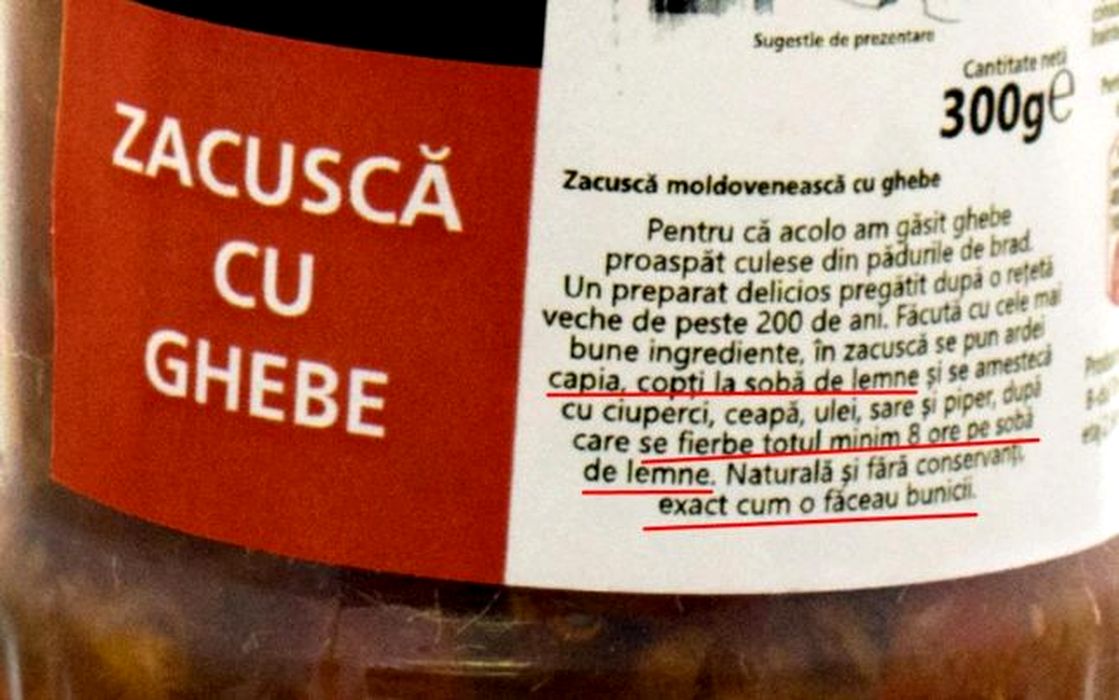 ZACUSCĂ
CU
GHEBE
Sugestie de prezentare
Cantitate netă
300g℮
Zacuscă moldovenească cu ghebe
Pentru că acolo am găsit ghebe
proaspăt culese din pădurile de brad.
Un preparat delicios pregătit după o rețetă
veche de peste 200 de ani. Făcută cu cele mai
bune ingrediente, în zacuscă se pun ardei
capia, copți la sobă de lemne și se amestecă
cu ciuperci, ceapă, ulei, sare și piper, după
care se fierbe totul minim 8 ore pe sobă
de lemne. Naturală și fără conservanți,
exact cum o făceau bunicii.